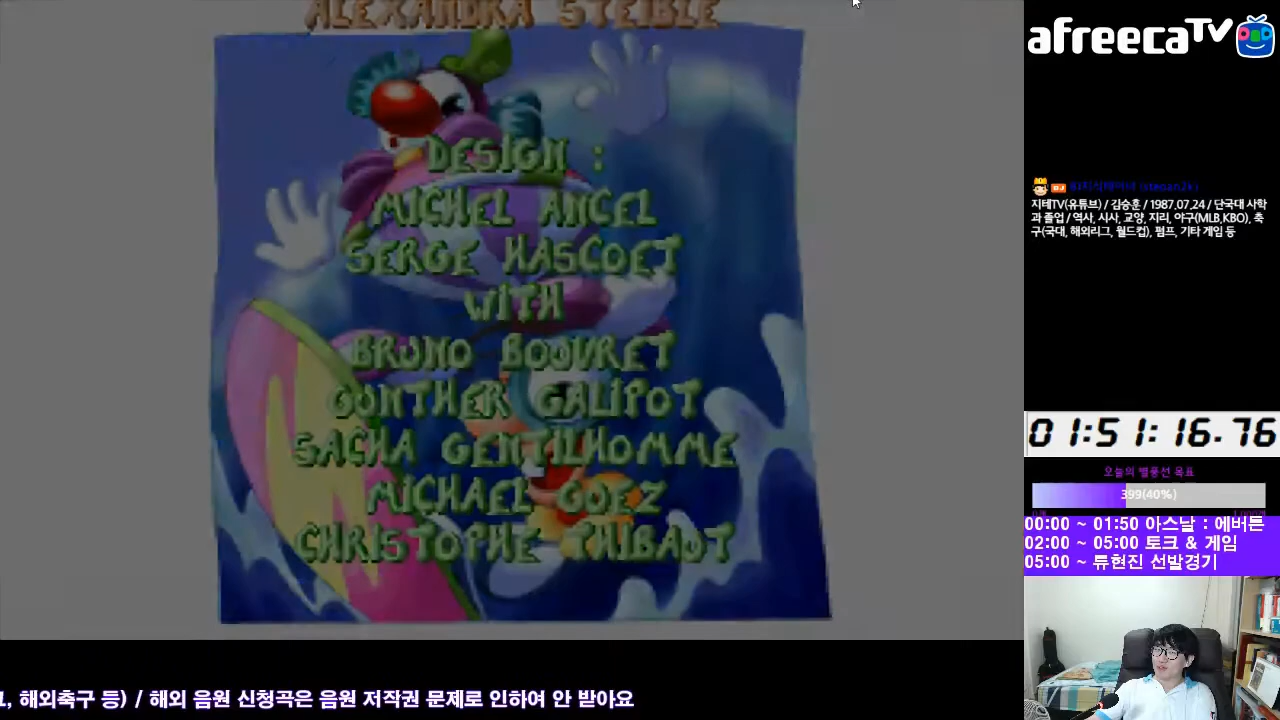 ALEXANDRA STEIBLE
DESIGN :
MICHEL ANCEL
SERGE HASCOET
WITH
BRUNO BOUVRET
GUNTHER GALIPOT
SACHA GENTILHOMME
MICHAEL GUEZ
CHRISTOPHE THIBAUT
afreecaTV
지테TV(유튜브) / 김승훈 / 1987.07.24 / 단국대 사학
과 졸업 / 역사, 시사, 교양, 지리, 야구(MLB,KBO), 축
구(국대, 해외리그, 월드컵), 펌프, 기타 게임 등
01:51:16.76
오늘의 별풍선 목표
399(40%)
00:00 ~ 01:50 아스날 : 에버튼
02:00 ~ 05:00 토크 & 게임
05:00 ~ 류현진 선발경기
, 해외축구 등) / 해외 음원 신청곡은 음원 저작권 문제로 인하여 안 받아요